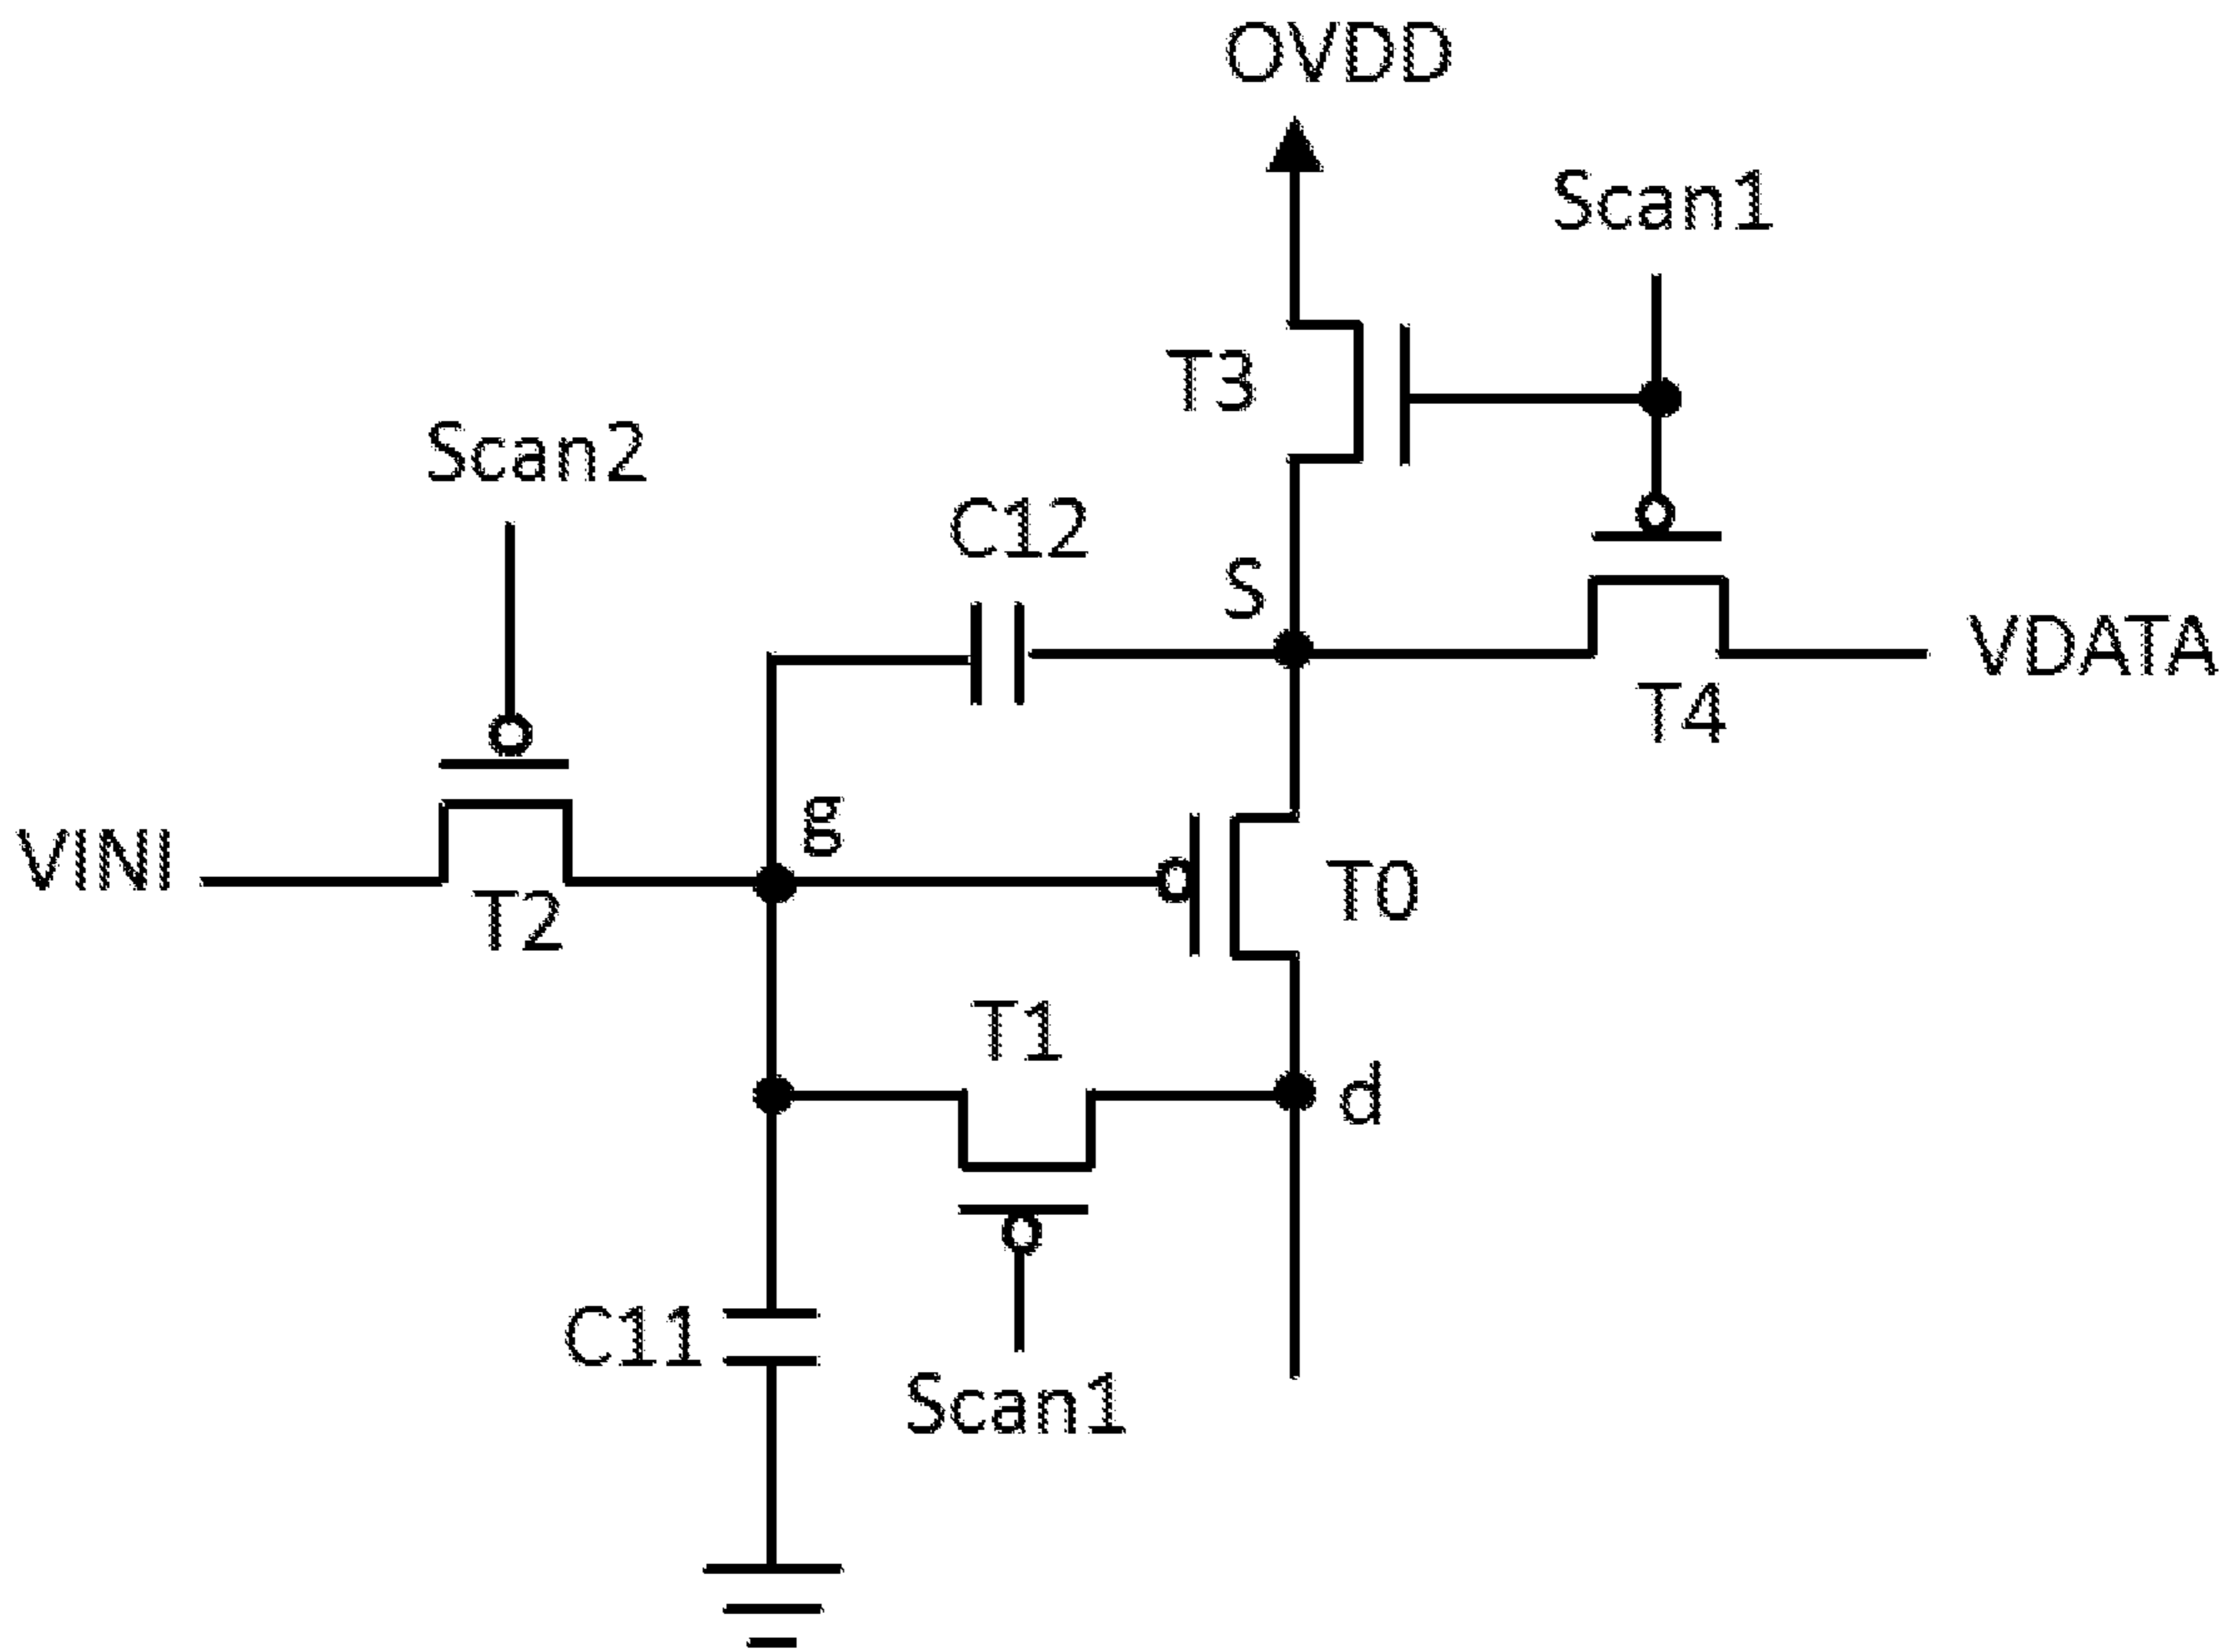 OVDD
Scan1
T3
Scan2
C12
S
VDATA
T4
g
VINI
T0
T2
T1
d
C11
Scan1